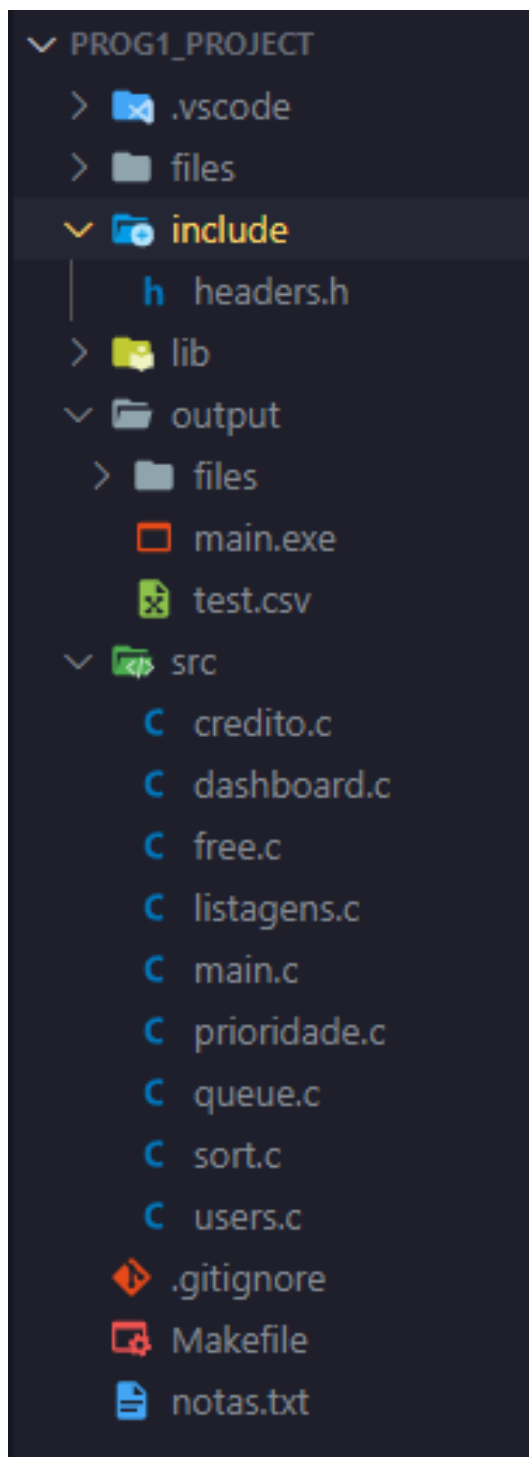 PROG1_PROJECT
.vscode
files
include
h headers.h
lib
output
files
main.exe
test.csv
src
C credito.c
C dashboard.c
C free.c
C listagens.c
C main.c
C prioridade.c
C queue.c
C sort.c
C users.c
.gitignore
Makefile
notas.txt